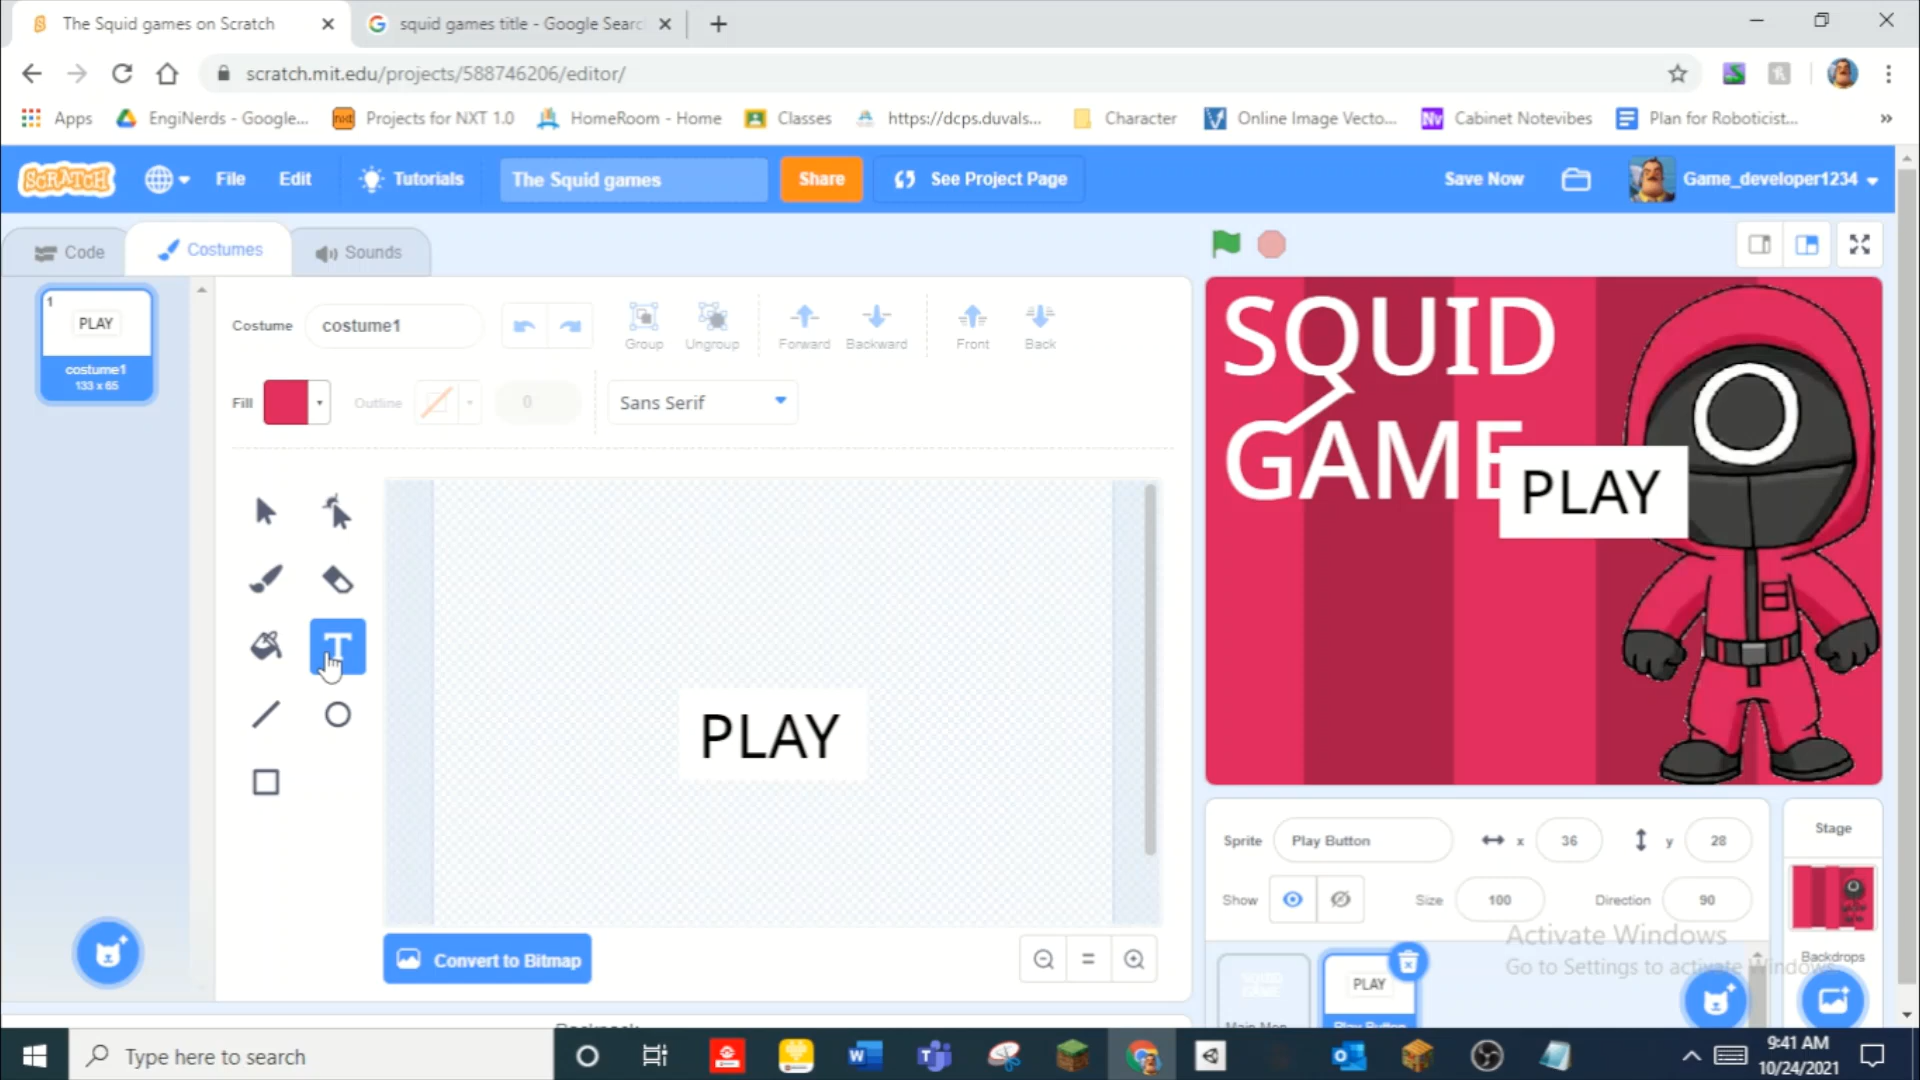 The Squid games on Scratch
squid games title - Google Searc
scratch.mit.edu/projects/588746206/editor/
Apps
EngiNerds - Google...
Projects for NXT 1.0
HomeRoom - Home
Classes
https://dcps.duvals...
Character
Online Image Vecto...
Cabinet Notevibes
Plan for Roboticist...
»
SCRATCH
File
Edit
Tutorials
The Squid games
Share
See Project Page
Save Now
Game_developer1234
Code
Costumes
Sounds
1
PLAY
costume1
133 x 65
Costume
costume1
Group
Ungroup
Forward
Backward
Front
Back
Fill
Outline
0
Sans Serif
T
PLAY
Convert to Bitmap
SQUID
GAME
PLAY
Sprite
Play Button
x
36
y
28
Show
Size
100
Direction
90
Stage
Backdrops
SQUID
GAME
PLAY
Play Button
Activate Windows
Go to Settings to activate Windows.
Type here to search
9:41 AM
10/24/2021